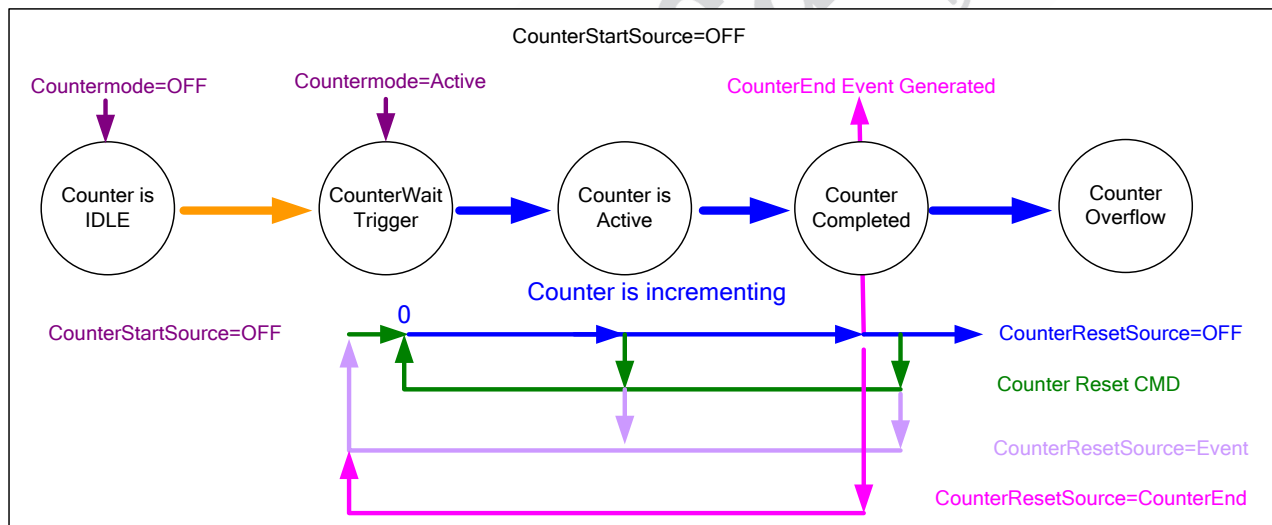 CounterStartSource=OFF
Countermode=OFF
Countermode=Active
CounterEnd Event Generated
Counter is
IDLE
CounterWait
Trigger
Counter is
Active
Counter
Completed
Counter
Overflow
Counter is incrementing
0
CounterStartSource=OFF
CounterResetSource=OFF
Counter Reset CMD
CounterResetSource=Event
CounterResetSource=CounterEnd